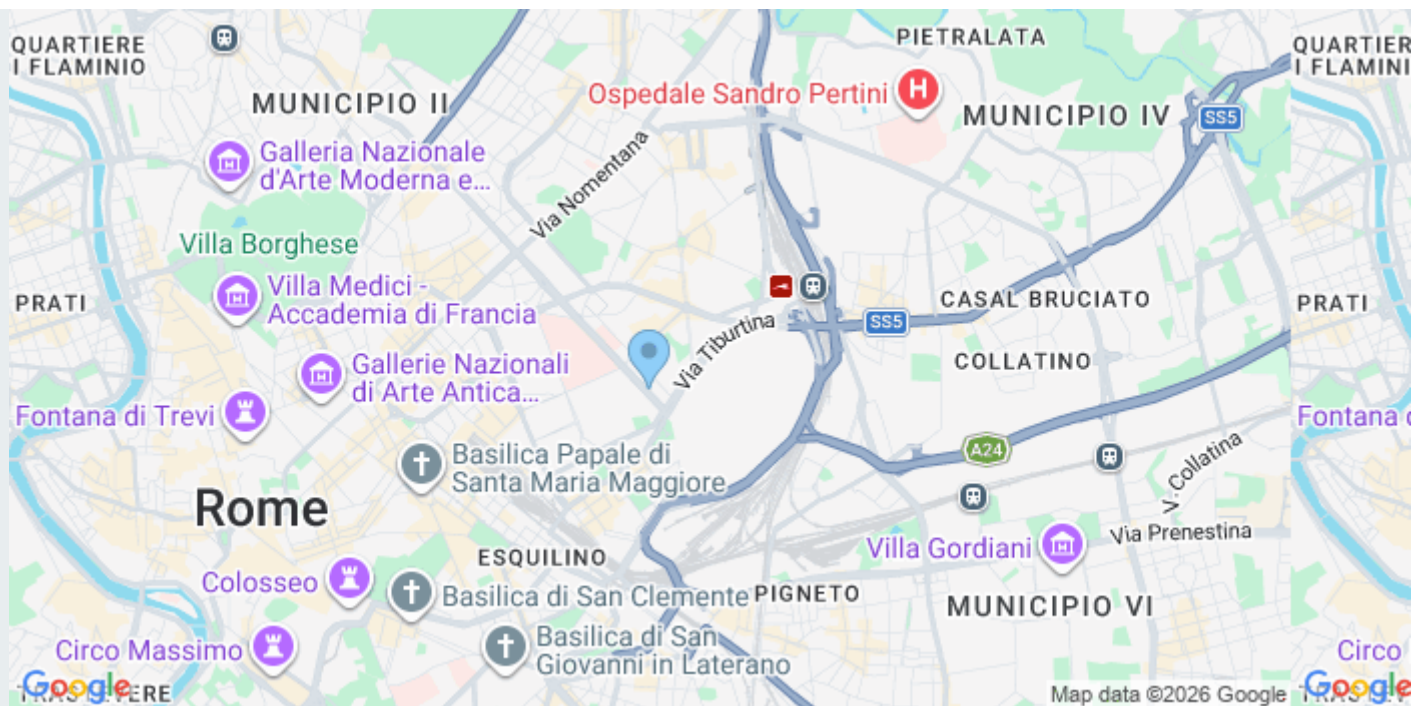 QUARTIERE
I FLAMINIO
PIETRALATA
QUARTIER
I FLAMINI
MUNICIPIO II
Ospedale Sandro Pertini
H
MUNICIPIO IV
SS5
Galleria Nazionale
d'Arte Moderna e...
Via Nomentana
Villa Borghese
Villa Medici -
Accademia di Francia
PRATI
CASAL BRUCIATO
PRATI
SS5
Via Tiburtina
COLLATINO
Gallerie Nazionali
di Arte Antica...
Fontana di Trevi
Fontana d
Basilica Papale di
Santa Maria Maggiore
A24
V. Collatina
Rome
Via Prenestina
Villa Gordiani
ESQUILINO
Colosseo
Basilica di San Clemente
PIGNETO
MUNICIPIO VI
Basilica di San
Giovanni in Laterano
Circo Massimo
Circo
TRASTEVERE
Google
Map data ©2026 Google
Google